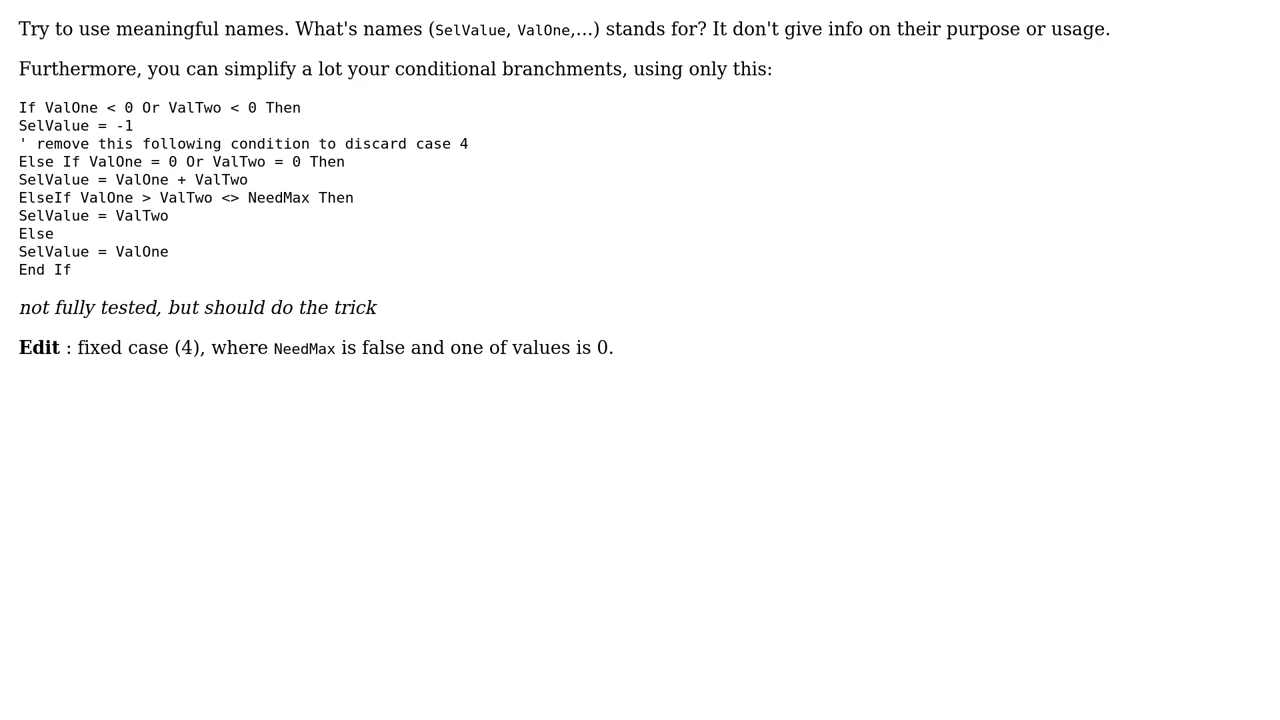 Try to use meaningful names. What's names (SelValue, ValOne,...) stands for? It don't give info on their purpose or usage.
Furthermore, you can simplify a lot your conditional branchments, using only this:
If ValOne < 0 Or ValTwo < 0 Then
SelValue = -1
' remove this following condition to discard case 4
Else If ValOne = 0 Or ValTwo = 0 Then
SelValue = ValOne + ValTwo
ElseIf ValOne > ValTwo <> NeedMax Then
SelValue = ValTwo
Else
SelValue = ValOne
End If
not fully tested, but should do the trick
Edit : fixed case (4), where NeedMax is false and one of values is 0.